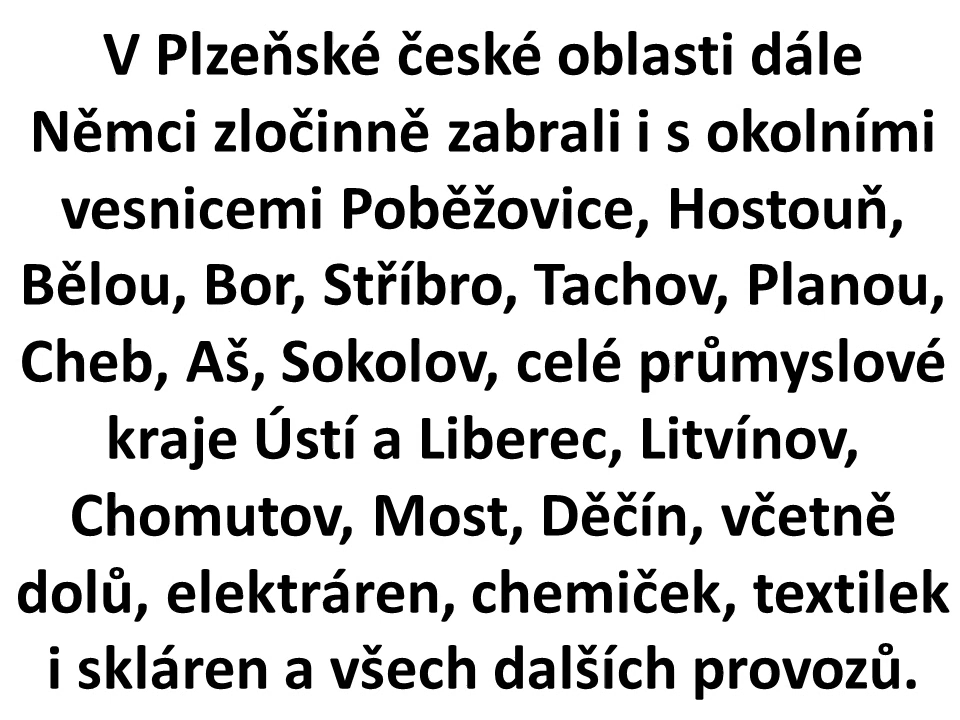 V Plzeňské české oblasti dále
Němci zločinně zabrali i s okolními
vesnicemi Poběžovice, Hostouň,
Bělou, Bor, Stříbro, Tachov, Planou,
Cheb, Aš, Sokolov, celé průmyslové
kraje Ústí a Liberec, Litvínov,
Chomutov, Most, Děčín, včetně
dolů, elektráren, chemiček, textilek
i skláren a všech dalších provozů.